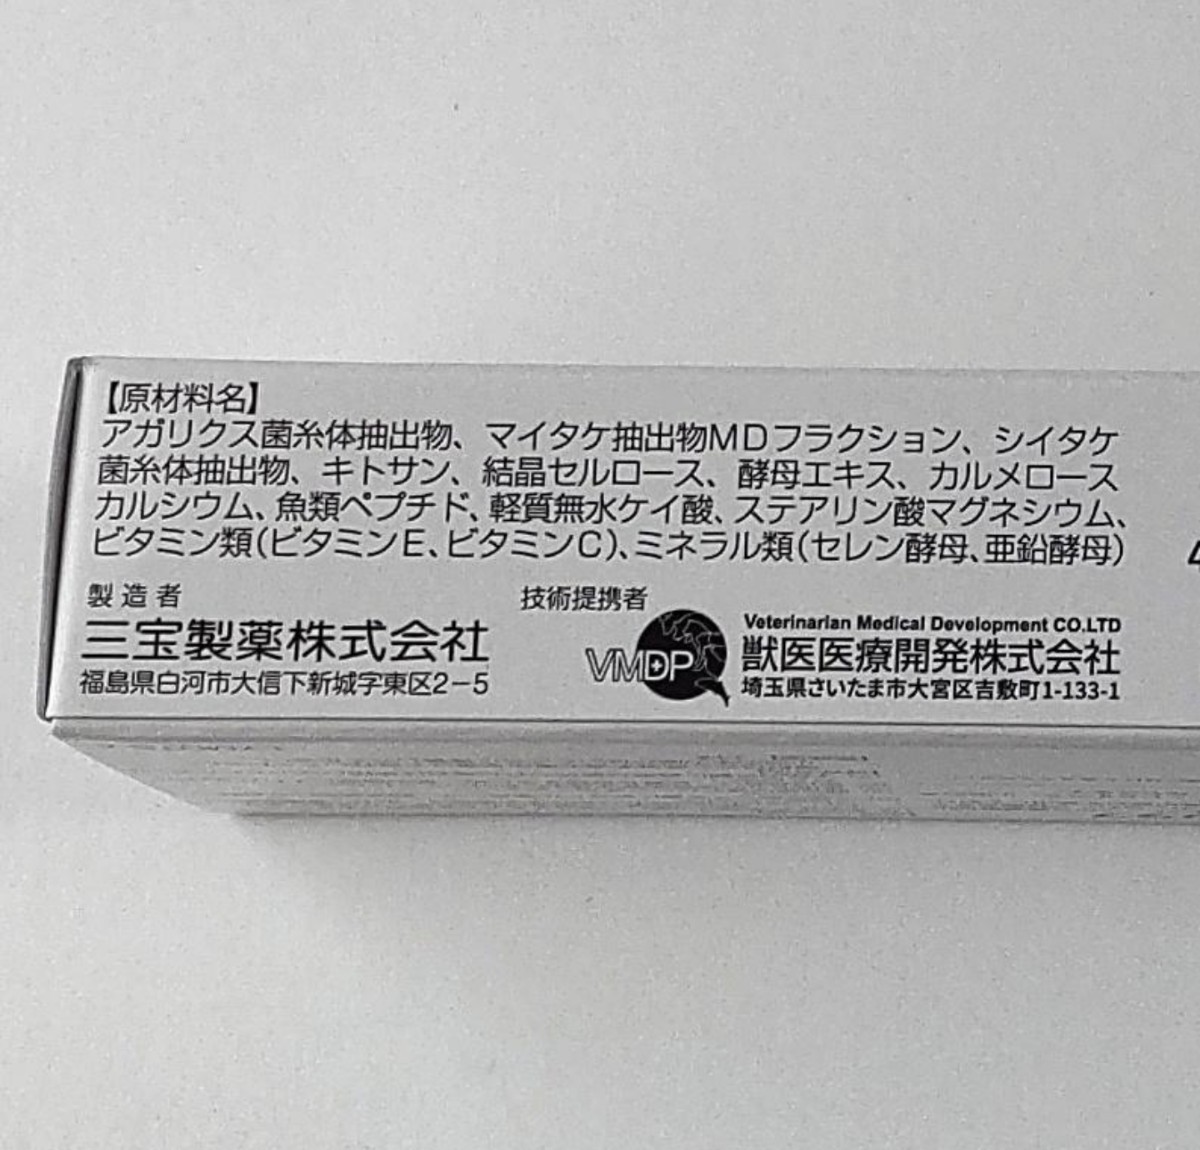 【原材料名】
アガリクス菌糸体抽出物、マイタケ抽出物MDフラクション、シイタケ
菌糸体抽出物、キトサン、結晶セルロース、酵母エキス、カルメロース
カルシウム、魚類ペプチド、軽質無水ケイ酸、ステアリン酸マグネシウム、
ビタミン類(ビタミンE、ビタミンC)、ミネラル類(セレン酵母、亜鉛酵母)
製造者
三宝製薬株式会社
福島県白河市大信下新城字東区2-5
技術提携者
VMDP
Veterinarian Medical Development CO.LTD
獣医医療開発株式会社
埼玉県さいたま市大宮区吉敷町1-133-1